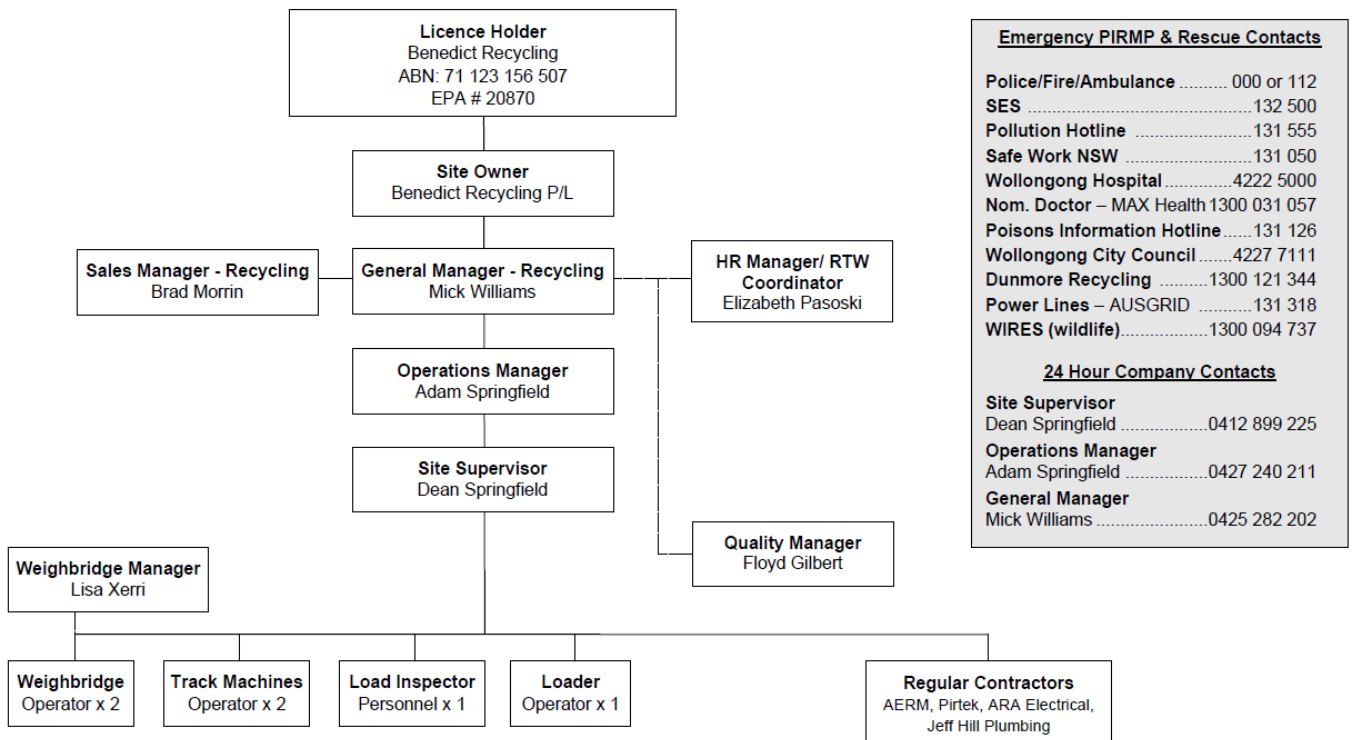 Licence Holder
Benedict Recycling
ABN: 71 123 156 507
EPA # 20870
Site Owner
Benedict Recycling P/L
Sales Manager - Recycling
Brad Morrin
General Manager - Recycling
Mick Williams
HR Manager/ RTW
Coordinator
Elizabeth Pasoski
Operations Manager
Adam Springfield
Site Supervisor
Dean Springfield
Quality Manager
Floyd Gilbert
Weighbridge Manager
Lisa Xerri
Weighbridge
Operator x 2
Track Machines
Operator x 2
Load Inspector
Personnel x 1
Loader
Operator x 1
Regular Contractors
AERM, Pirtek, ARA Electrical,
Jeff Hill Plumbing
Emergency PIRMP & Rescue Contacts
Police/Fire/Ambulance .......... 000 or 112
SES .......................................132 500
Pollution Hotline ........................131 555
Safe Work NSW ......................131 050
Wollongong Hospital .............4222 5000
Nom. Doctor – MAX Health 1300 031 057
Poisons Information Hotline......131 126
Wollongong City Council .......4227 7111
Dunmore Recycling .........1300 121 344
Power Lines – AUSGRID ...........131 318
WIRES (wildlife)..................1300 094 737
24 Hour Company Contacts
Site Supervisor
Dean Springfield ..................0412 899 225
Operations Manager
Adam Springfield .................0427 240 211
General Manager
Mick Williams .......................0425 282 202